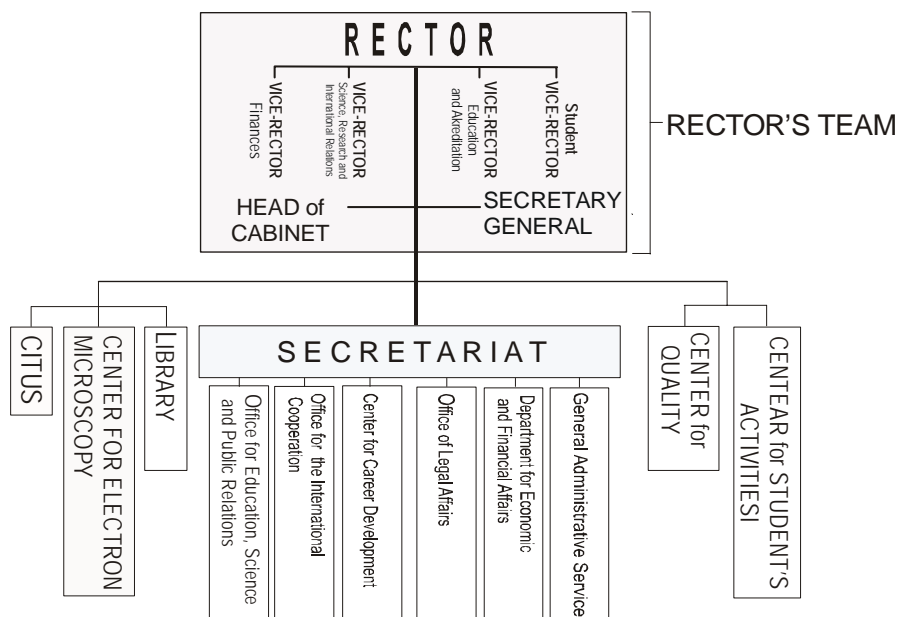 RECTOR
VICE-RECTOR
Finances
VICE-RECTOR
Science, Research and
International Relations
VICE-RECTOR
Education
and Akreditation
Student
VICE-RECTOR
HEAD of
CABINET
SECRETARY
GENERAL
RECTOR'S TEAM
CITUS
CENTER FOR ELECTRON
MICROSCOPY
LIBRARY
SECRETARIAT
Office for Education, Science
and Public Relations
Office for the International
Cooperation
Center for Career Development
Office of Legal Affairs
Department for Economic
and Financial Affairs
General Administrative Service
CENTER for
QUALITY
CENTEAR for STUDENT'S
ACTIVITIESI